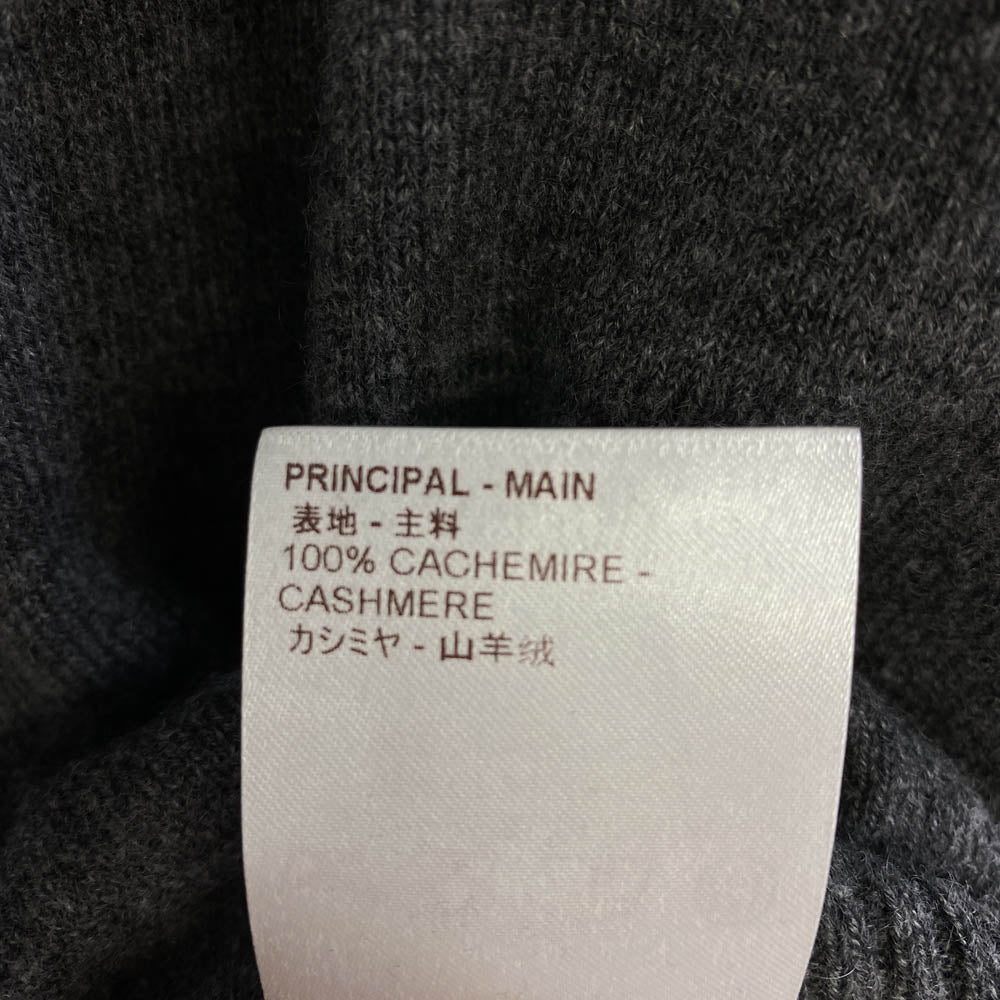 PRINCIPAL - MAIN
表地 - 主料
100% CACHEMIRE -
CASHMERE
カシミヤ - 山羊绒